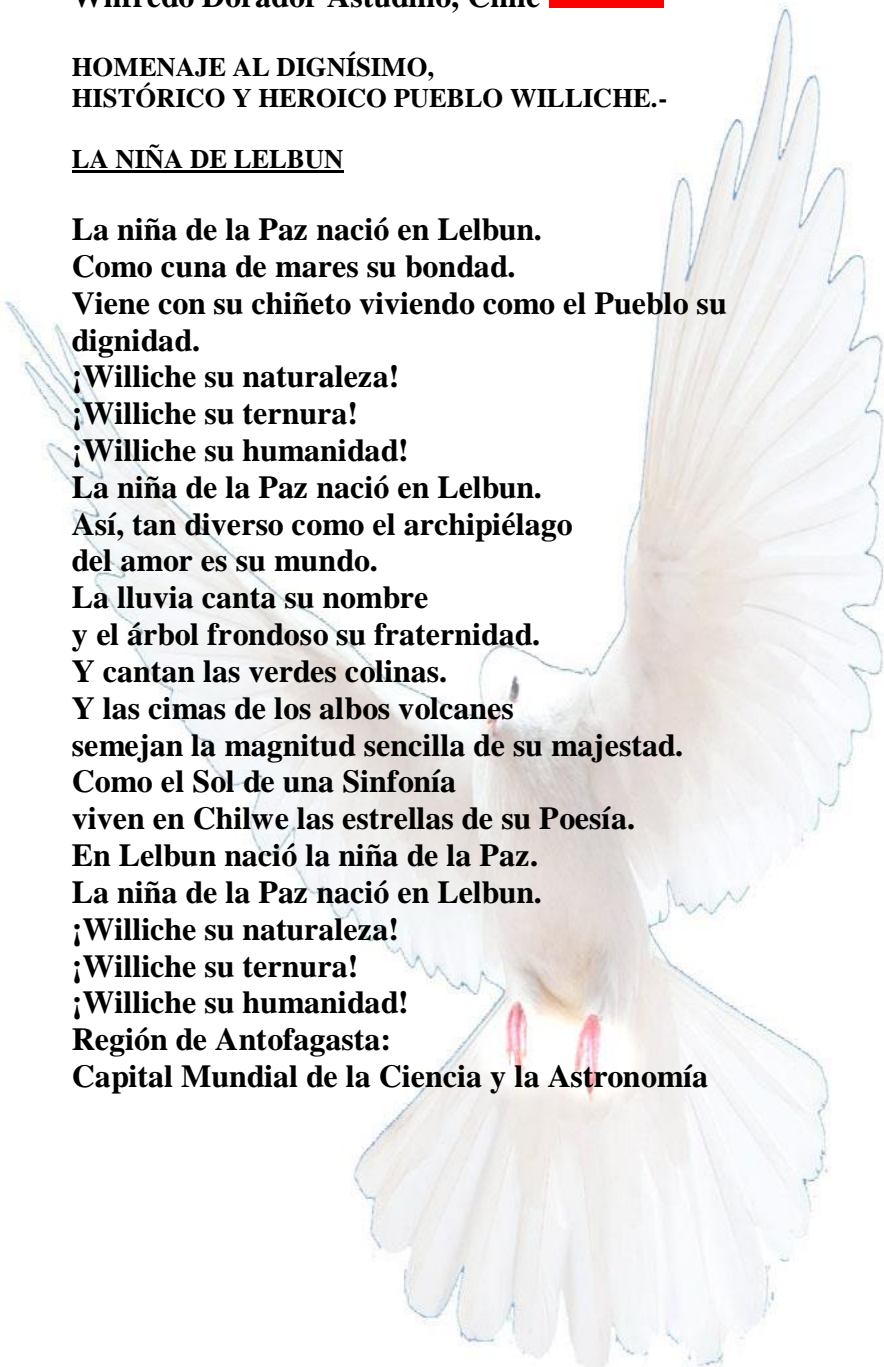 Wilfredo Dorador Astudillo, Chile
HOMENAJE AL DIGNÍSIMO,
HISTÓRICO Y HEROICO PUEBLO WILLICHE.-
LA NIÑA DE LELBUN
La niña de la Paz nació en Lelbun.
Como cuna de mares su bondad.
Viene con su chiñeto viviendo como el Pueblo su
dignidad.
¡Williche su naturaleza!
¡Williche su ternura!
¡Williche su humanidad!
La niña de la Paz nació en Lelbun.
Así, tan diverso como el archipiélago
del amor es su mundo.
La lluvia canta su nombre
y el árbol frondoso su fraternidad.
Y cantan las verdes colinas.
Y las cimas de los albos volcanes
semejan la magnitud sencilla de su majestad.
Como el Sol de una Sinfonía
viven en Chilwe las estrellas de su Poesía.
En Lelbun nació la niña de la Paz.
La niña de la Paz nació en Lelbun.
¡Williche su naturaleza!
¡Williche su ternura!
¡Williche su humanidad!
Región de Antofagasta:
Capital Mundial de la Ciencia y la Astronomía